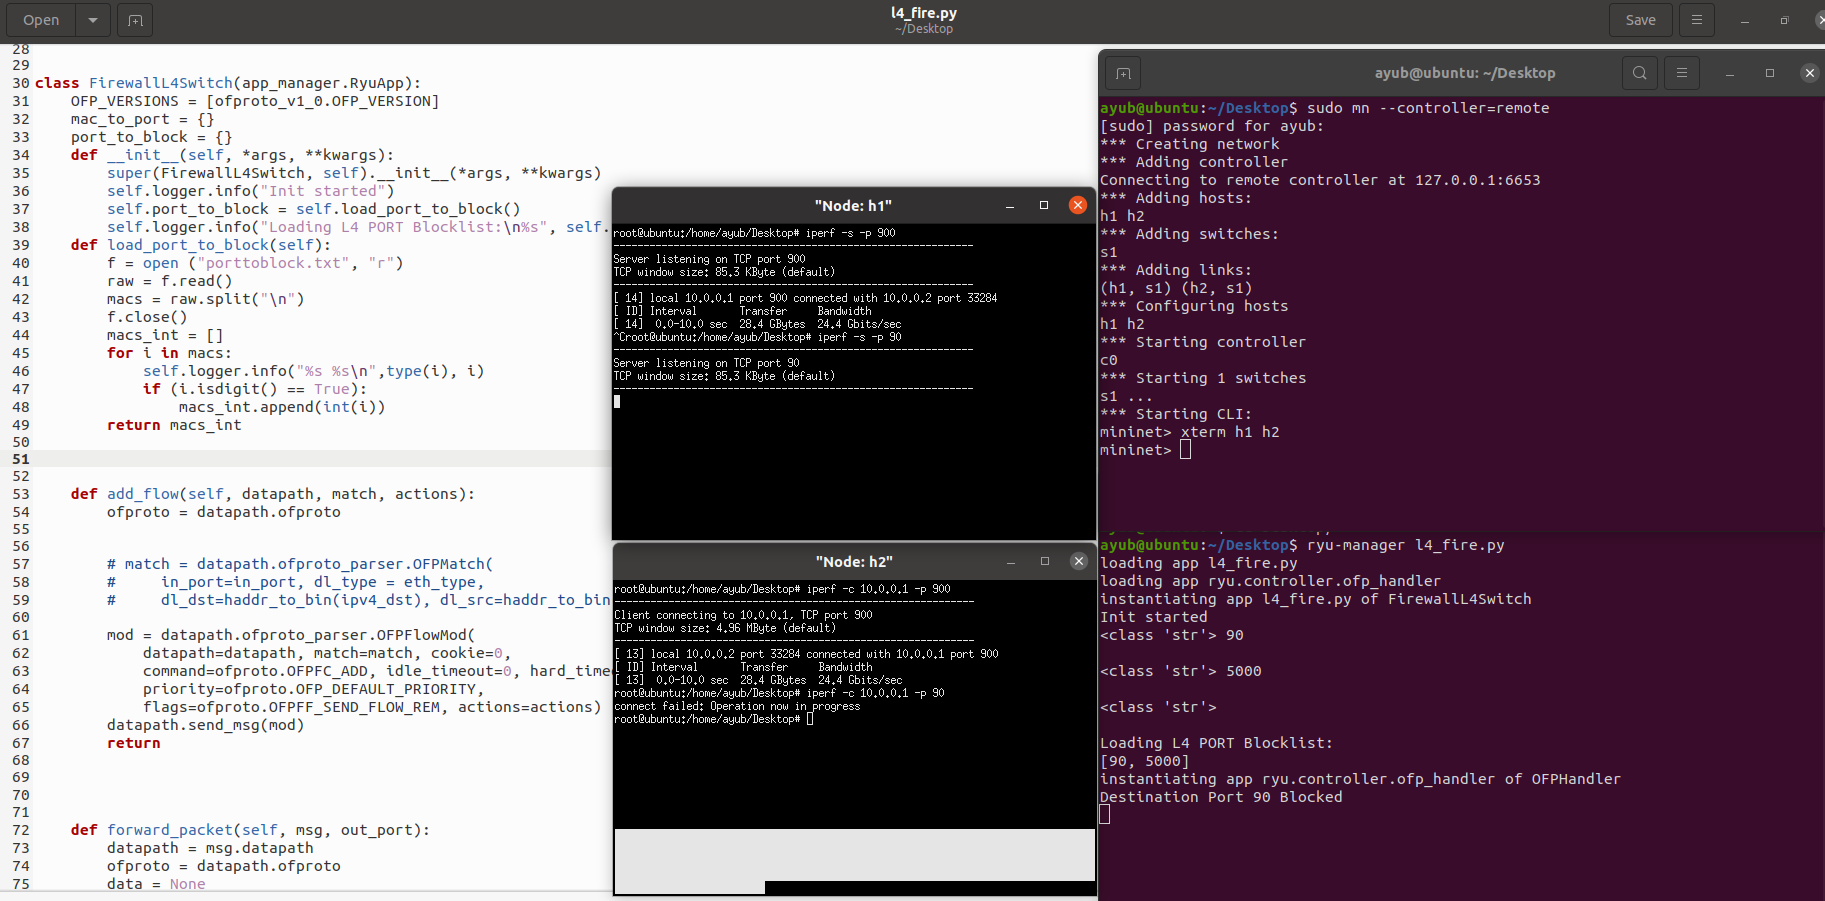 Open
l4_fire.py
~/Desktop
Save
28
29
30 class FirewallL4Switch(app_manager.RyuApp):
31     OFP_VERSIONS = [ofproto_v1_0.OFP_VERSION]
32     mac_to_port = {}
33     port_to_block = {}
34     def __init__(self, *args, **kwargs):
35         super(FirewallL4Switch, self).__init__(*args, **kwargs)
36         self.logger.info("Init started")
37         self.port_to_block = self.load_port_to_block()
38         self.logger.info("Loading L4 PORT Blocklist:\n%s", self.
39     def load_port_to_block(self):
40         f = open ("porttoblock.txt", "r")
41         raw = f.read()
42         macs = raw.split("\n")
43         f.close()
44         macs_int = []
45         for i in macs:
46             self.logger.info("%s %s\n",type(i), i)
47             if (i.isdigit() == True):
48                 macs_int.append(int(i))
49         return macs_int
50
51
52
53     def add_flow(self, datapath, match, actions):
54         ofproto = datapath.ofproto
55
56
57         # match = datapath.ofproto_parser.OFPMatch(
58         #     in_port=in_port, dl_type = eth_type,
59         #     dl_dst=haddr_to_bin(ipv4_dst), dl_src=haddr_to_bin
60
61         mod = datapath.ofproto_parser.OFPFlowMod(
62             datapath=datapath, match=match, cookie=0,
63             command=ofproto.OFPFC_ADD, idle_timeout=0, hard_time
64             priority=ofproto.OFP_DEFAULT_PRIORITY,
65             flags=ofproto.OFPFF_SEND_FLOW_REM, actions=actions)
66         datapath.send_msg(mod)
67         return
68
69
70
71
72     def forward_packet(self, msg, out_port):
73         datapath = msg.datapath
74         ofproto = datapath.ofproto
75         data = None
"Node: h1"
root@ubuntu:/home/ayub/Desktop# iperf -s -p 900
------------------------------------------------------------
Server listening on TCP port 900
TCP window size: 85.3 KByte (default)
------------------------------------------------------------
[ 14] local 10.0.0.1 port 900 connected with 10.0.0.2 port 33284
[ ID] Interval       Transfer     Bandwidth
[ 14]  0.0-10.0 sec  28.4 GBytes  24.4 Gbits/sec
^Croot@ubuntu:/home/ayub/Desktop# iperf -s -p 90
------------------------------------------------------------
Server listening on TCP port 90
TCP window size: 85.3 KByte (default)
------------------------------------------------------------
"Node: h2"
root@ubuntu:/home/ayub/Desktop# iperf -c 10.0.0.1 -p 900
------------------------------------------------------------
Client connecting to 10.0.0.1, TCP port 900
TCP window size: 4.96 MByte (default)
------------------------------------------------------------
[ 13] local 10.0.0.2 port 33284 connected with 10.0.0.1 port 900
[ ID] Interval       Transfer     Bandwidth
[ 13]  0.0-10.0 sec  28.4 GBytes  24.4 Gbits/sec
root@ubuntu:/home/ayub/Desktop# iperf -c 10.0.0.1 -p 90
connect failed: Operation now in progress
root@ubuntu:/home/ayub/Desktop#
ayub@ubuntu: ~/Desktop
ayub@ubuntu:~/Desktop$ sudo mn --controller=remote
[sudo] password for ayub:
*** Creating network
*** Adding controller
Connecting to remote controller at 127.0.0.1:6653
*** Adding hosts:
h1 h2
*** Adding switches:
s1
*** Adding links:
(h1, s1) (h2, s1)
*** Configuring hosts
h1 h2
*** Starting controller
c0
*** Starting 1 switches
s1 ...
*** Starting CLI:
mininet> xterm h1 h2
mininet>
ayub@ubuntu:~/Desktop$ ryu-manager l4_fire.py
loading app l4_fire.py
loading app ryu.controller.ofp_handler
instantiating app l4_fire.py of FirewallL4Switch
Init started
<class 'str'> 90
<class 'str'> 5000
<class 'str'>
Loading L4 PORT Blocklist:
[90, 5000]
instantiating app ryu.controller.ofp_handler of OFPHandler
Destination Port 90 Blocked